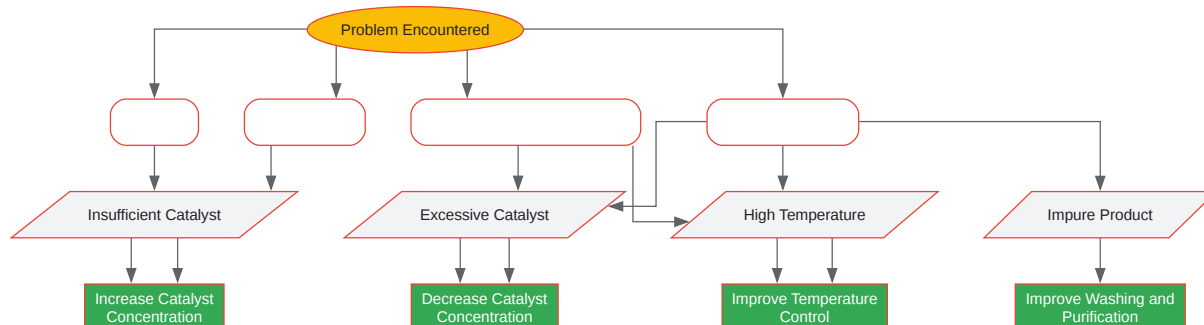 Problem Encountered
Insufficient Catalyst
Excessive Catalyst
High Temperature
Impure Product
Increase Catalyst
Concentration
Decrease Catalyst
Concentration
Improve Temperature
Control
Improve Washing and
Purification